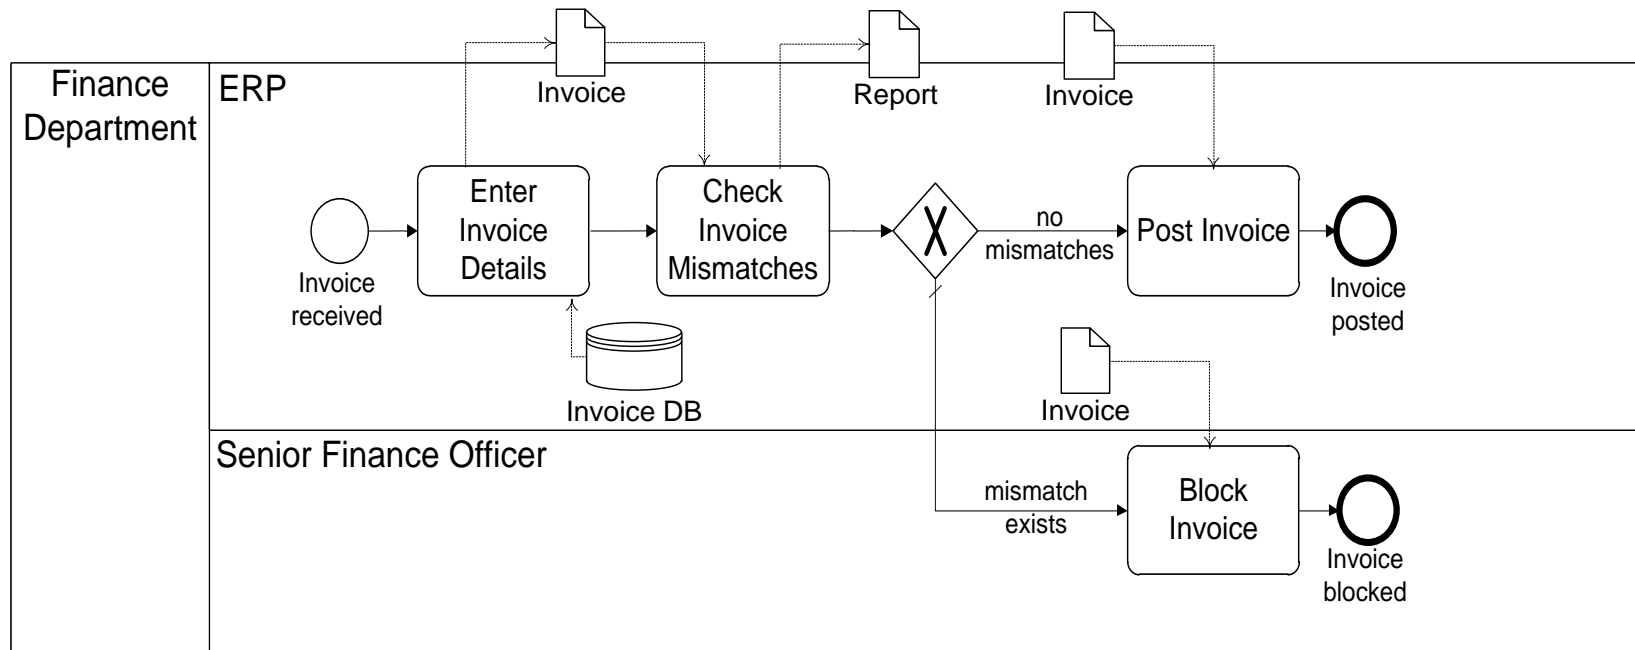 Finance
Department
ERP
Invoice
Report
Invoice
Enter
Invoice
Details
Check
Invoice
Mismatches
X
no
mismatches
Post Invoice
Invoice
received
Invoice
posted
Invoice DB
Invoice
Senior Finance Officer
mismatch
exists
Block
Invoice
Invoice
blocked